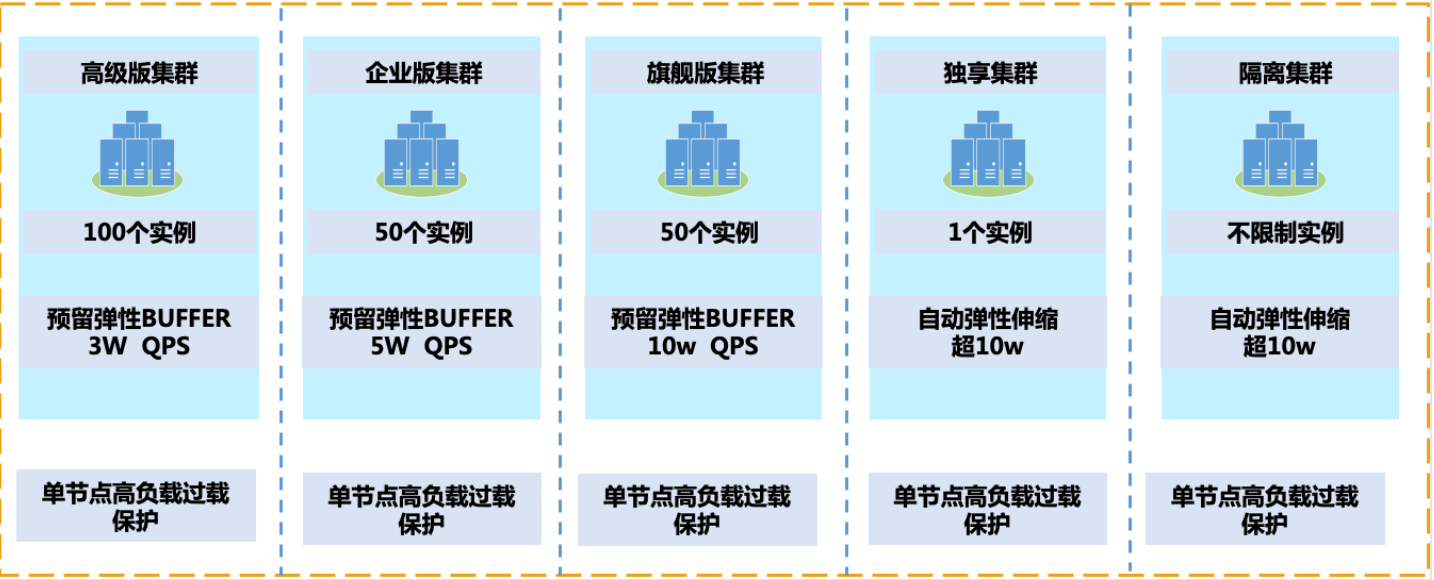 高级版集群
企业版集群
旗舰版集群
独享集群
隔离集群
100个实例
50个实例
50个实例
1个实例
不限制实例
预留弹性BUFFER
3W QPS
预留弹性BUFFER
5W QPS
预留弹性BUFFER
10w QPS
自动弹性伸缩
超10w
自动弹性伸缩
超10w
单节点高负载过载
保护
单节点高负载过载
保护
单节点高负载过载
保护
单节点高负载过载
保护
单节点高负载过载
保护